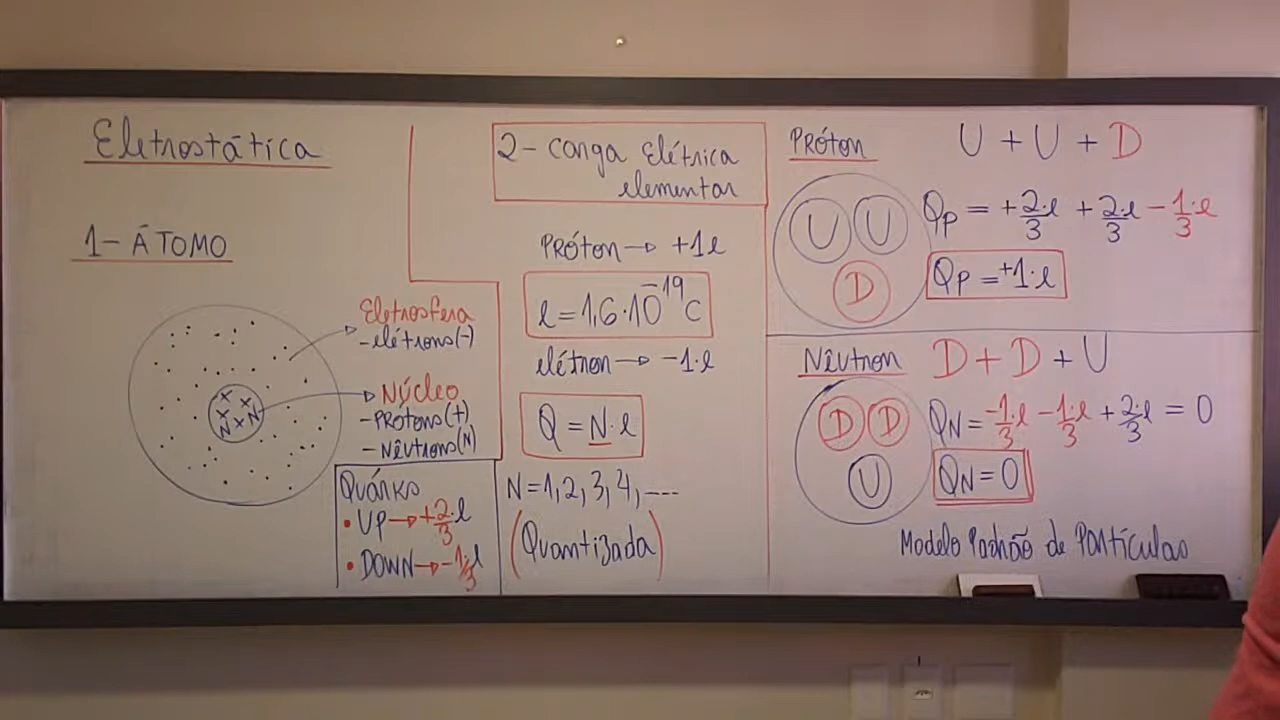 Eletrostática
1- ÁTOMO
Eletrosfera
- elétrons (-)
Núcleo
- Prótons (+)
- Nêutrons (N)
x x
x x
N N
Quarks
• UP → +2/3·e
• DOWN → -1/3·e
2- Carga Elétrica
elementar
PRÓTON → +1e
e = 1,6·10⁻¹⁹C
elétron → -1·e
Q = N·e
N = 1, 2, 3, 4, ....
(Quantizada)
PRÓTON U + U + D
U U
D
Qp = +2·e/3 + 2·e/3 - 1·e/3
Qp = +1·e
Nêutron D + D + U
D D
U
QN = -1·e/3 - 1·e/3 + 2·e/3 = 0
QN = 0
Modelo Padrão de Partículas